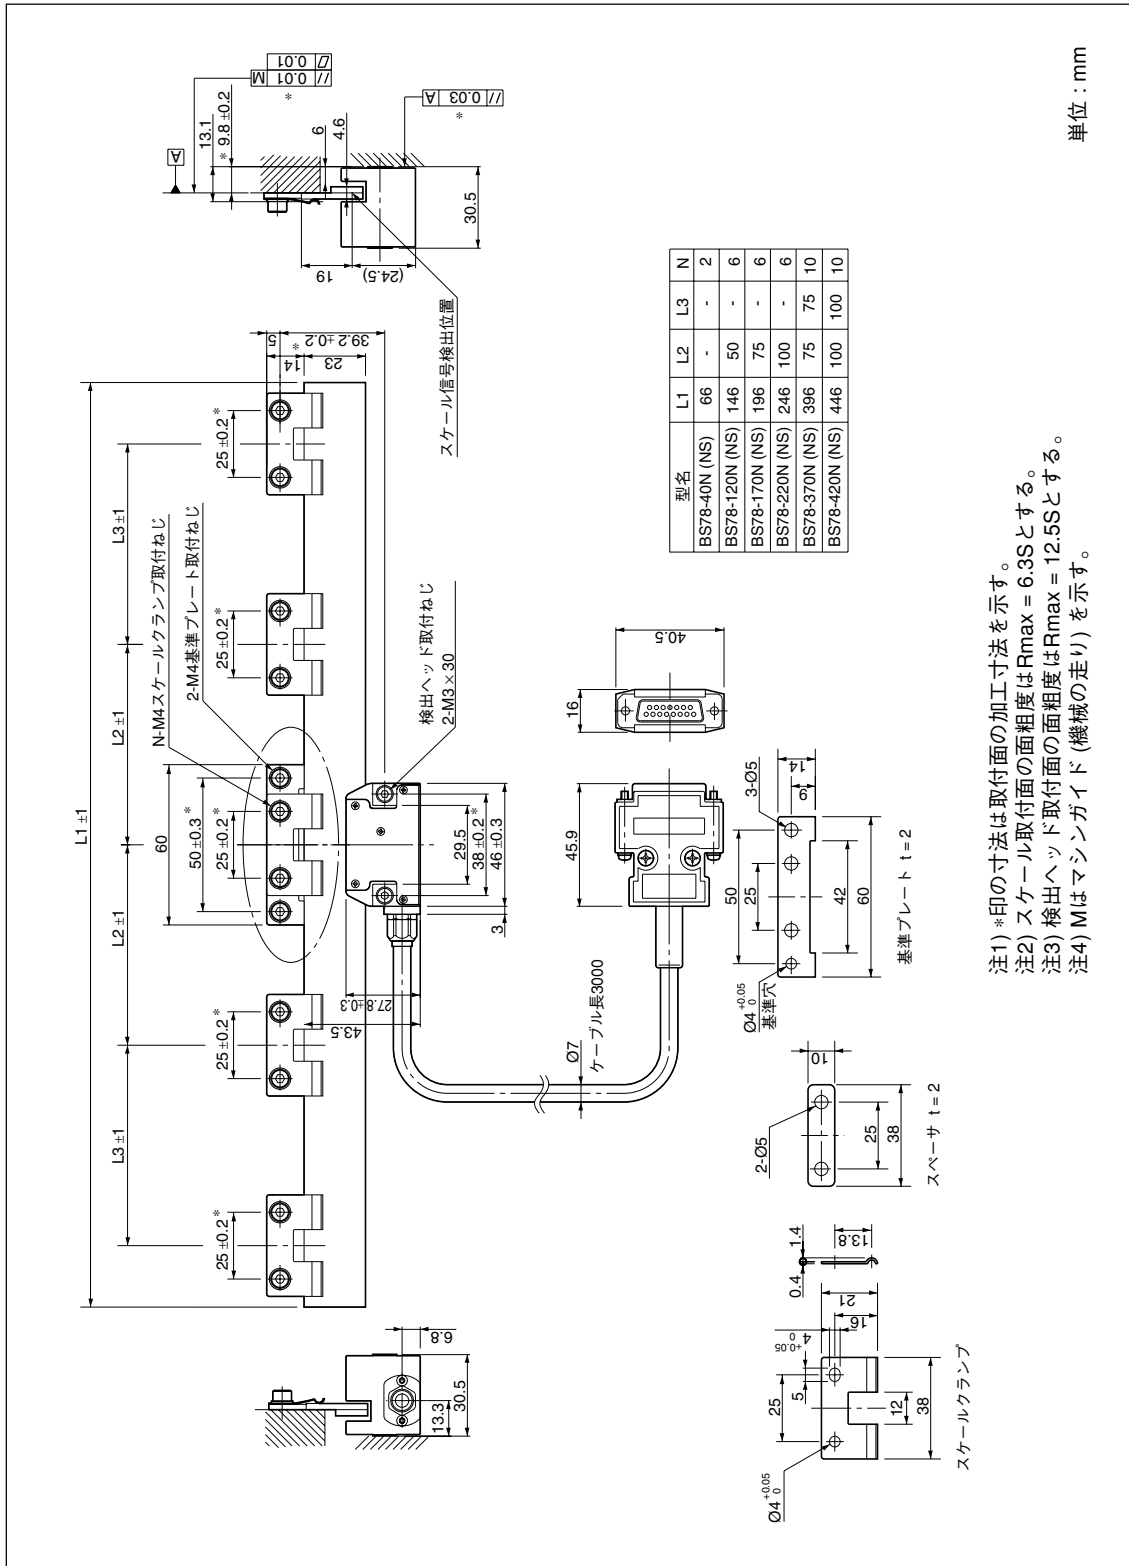 L1 ±1
L3 ±1
L2 ±1
L2 ±1
L3 ±1
N-M4スケールクランプ取付ねじ
2-M4基準プレート取付ねじ
60
50 ±0.3 *
25 ±0.2 *
25 ±0.2 *
25 ±0.2 *
25 ±0.2 *
25 ±0.2 *
5
14
23
39.2 ±0.2 *
検出ヘッド取付ねじ
2-M3×30
29.5
38 ±0.2 *
46 ±0.3
3
27.8±0.3
43.5
6.8
13.3
30.5
A
13.1
* 9.8 ±0.2
// 0.01 M
0.01
*
6
4.6
// 0.03 A
*
30.5
19
(24.5)
スケール信号検出位置
Ø7
ケーブル長3000
45.9
16
40.5
型名 L1 L2 L3 N
BS78-40N (NS) 66 - - 2
BS78-120N (NS) 146 50 - 6
BS78-170N (NS) 196 75 - 6
BS78-220N (NS) 246 100 - 6
BS78-370N (NS) 396 75 75 10
BS78-420N (NS) 446 100 100 10
Ø4 +0.05 0
25
5
4 +0.05 0
16
21
12
38
スケールクランプ
0.4
1.4
13.8
2-Ø5
10
25
38
スペーサ t = 2
Ø4 +0.05 0
基準穴
50
25
3-Ø5
9
14
42
60
基準プレート t = 2
注1) *印の寸法は取付面の加工寸法を示す。
注2) スケール取付面の面粗度はRmax = 6.3Sとする。
注3) 検出ヘッド取付面の面粗度はRmax = 12.5Sとする。
注4) Mはマシンガイド (機械の走り) を示す。
単位 : mm